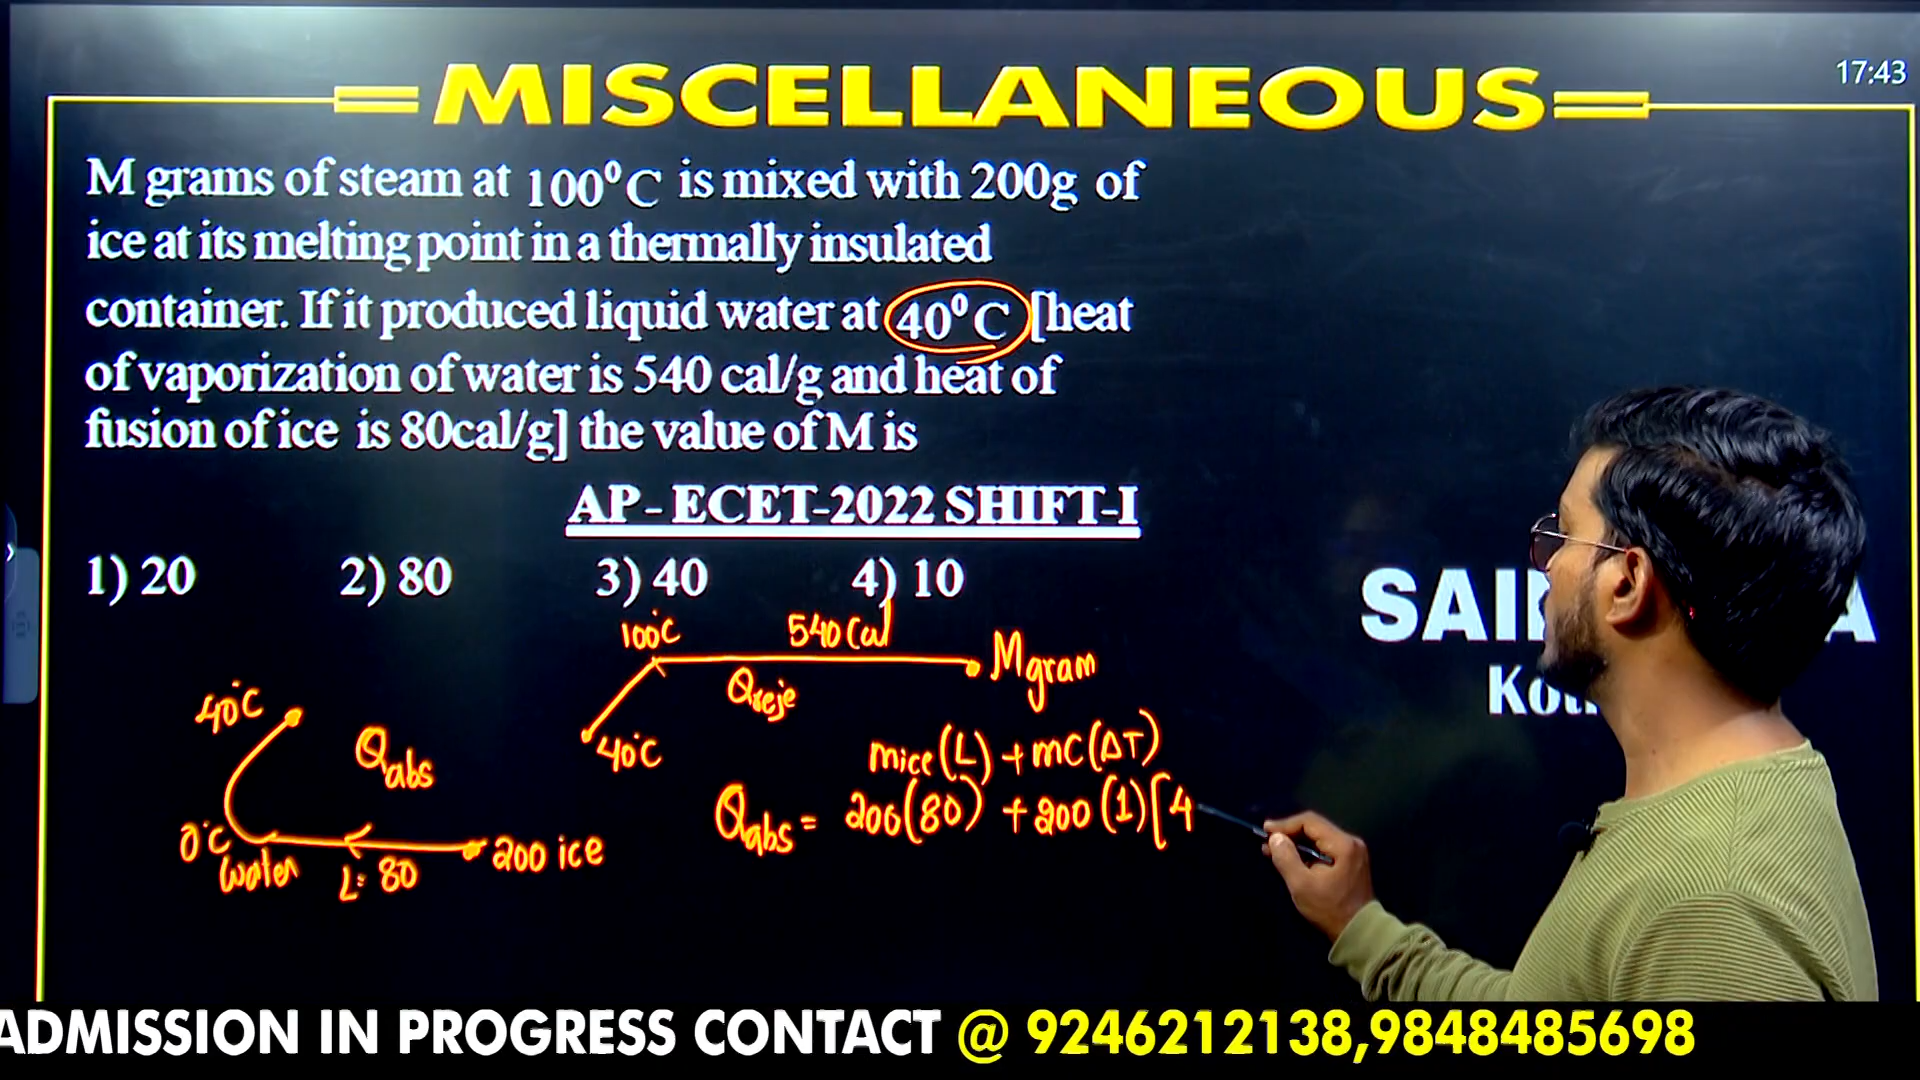 MISCELLANEOUS
17:43
M grams of steam at 100⁰C is mixed with 200g of
ice at its melting point in a thermally insulated
container. If it produced liquid water at 40⁰C [heat
of vaporization of water is 540 cal/g and heat of
fusion of ice is 80cal/g] the value of M is
AP- ECET-2022 SHIFT-I
1) 20 2) 80 3) 40 4) 10
100°C 540 Cal M gram
Qreje
40°C
40°C
Qabs
0°C
water
L= 80
200 ice
mice(L) + mC(ΔT)
Qabs = 200(80) + 200(1)[4
SAI
A
ADMISSION IN PROGRESS CONTACT @ 9246212138,9848485698